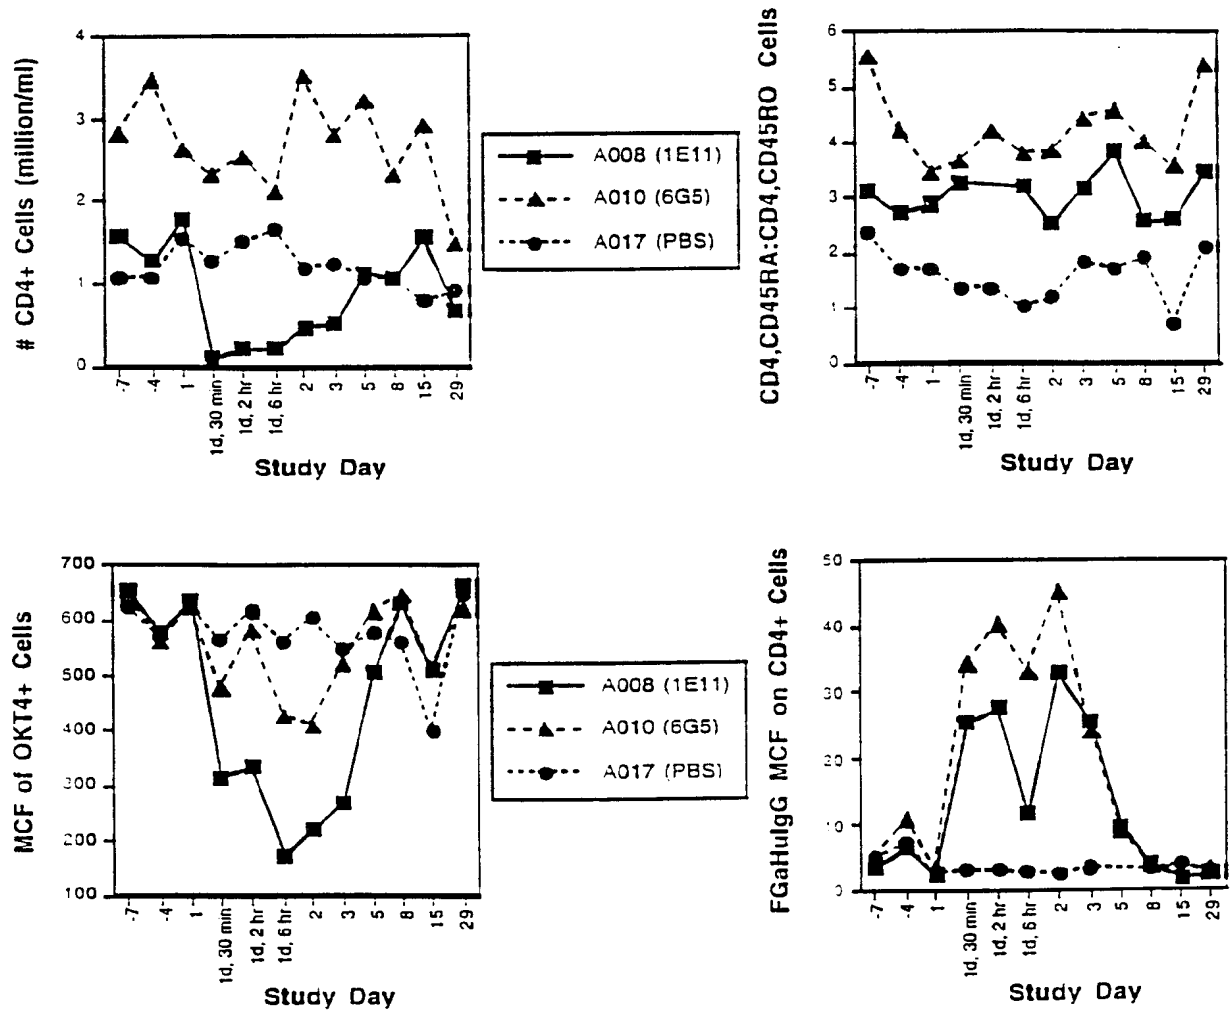 # CD4+ Cells (million/ml)
4
3
2
1
0
-7
-4
1
1d, 30 min
1d, 2 hr
1d, 6 hr
2
3
5
8
15
29
Study Day
A008 (1E11)
A010 (6G5)
A017 (PBS)
CD4,CD45RA:CD4,CD45RO Cells
6
5
4
3
2
1
0
-7
-4
1
1d, 30 min
1d, 2 hr
1d, 6 hr
2
3
5
8
15
29
Study Day
MCF of OKT4+ Cells
700
600
500
400
300
200
100
-7
-4
1
1d, 30 min
1d, 2 hr
1d, 6 hr
2
3
5
8
15
29
Study Day
A008 (1E11)
A010 (6G5)
A017 (PBS)
FGaHuIgG MCF on CD4+ Cells
50
40
30
20
10
0
-7
-4
1
1d, 30 min
1d, 2 hr
1d, 6 hr
2
3
5
8
15
29
Study Day